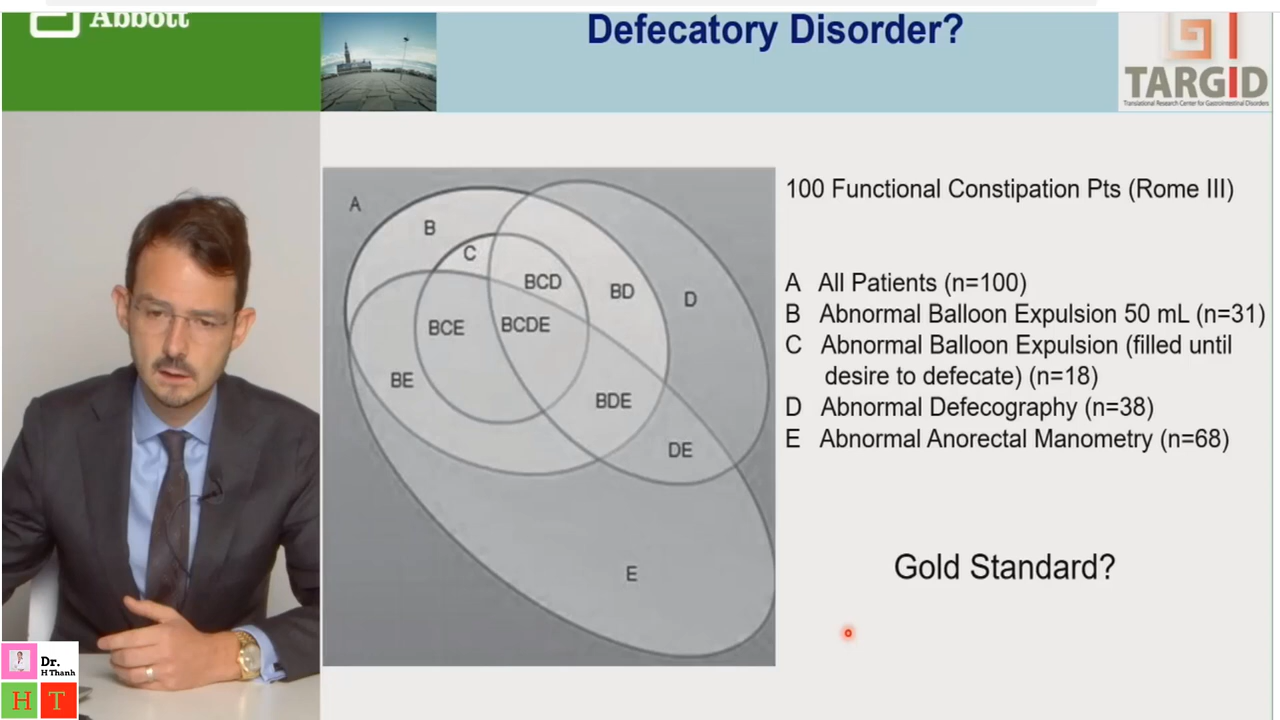 Abbott
Defecatory Disorder?
TARGID
Translational Research Center for Gastrointestinal Disorders
100 Functional Constipation Pts (Rome III)
A All Patients (n=100)
B Abnormal Balloon Expulsion 50 mL (n=31)
C Abnormal Balloon Expulsion (filled until
desire to defecate) (n=18)
D Abnormal Defecography (n=38)
E Abnormal Anorectal Manometry (n=68)
Gold Standard?
A
B
C
BCD
BD
D
BCE
BCDE
BE
BDE
DE
E
Dr.
H Thanh
H T